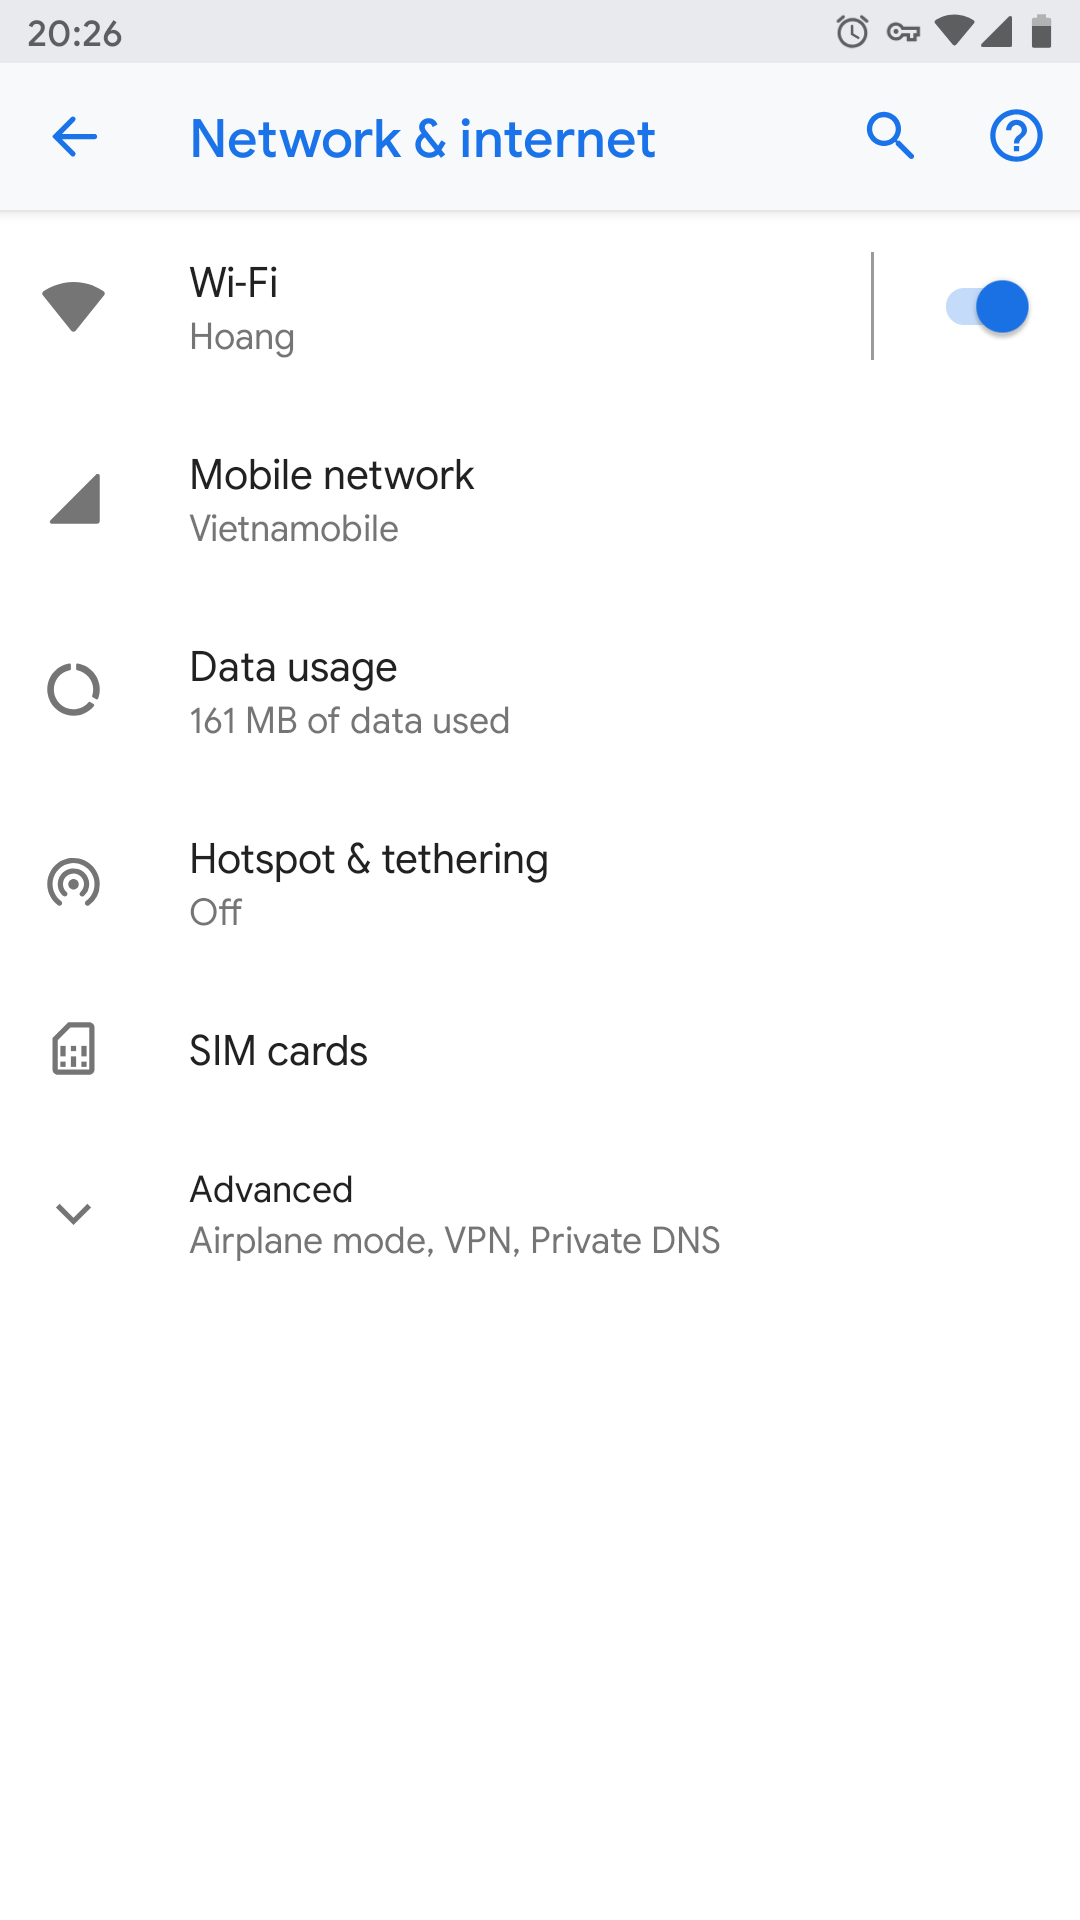 20:26
Network & internet
Wi-Fi
Hoang
Mobile network
Vietnamobile
Data usage
161 MB of data used
Hotspot & tethering
Off
SIM cards
Advanced
Airplane mode, VPN, Private DNS